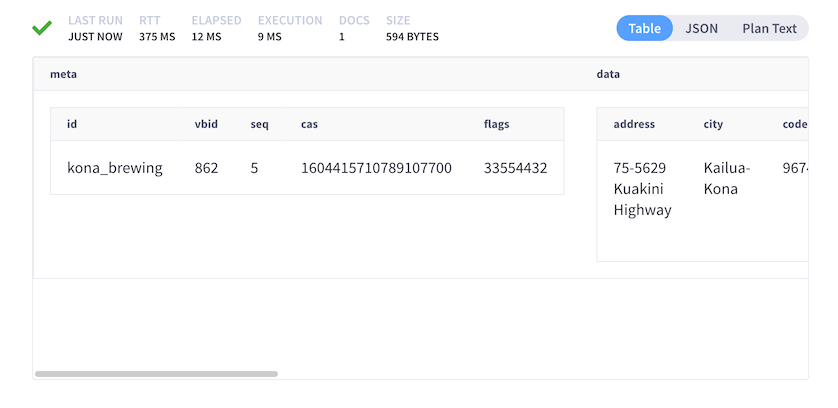 LAST RUN RTT ELAPSED EXECUTION DOCS SIZE
JUST NOW 375 MS 12 MS 9 MS 1 594 BYTES
Table JSON Plan Text
meta data
id vbid seq cas flags address city code
kona_brewing 862 5 1604415710789107700 33554432 75-5629 Kailua-
Kuakini Kona
Highway